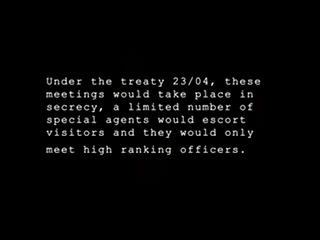 Under the treaty 23/04, these
meetings would take place in
secrecy, a limited number of
special agents would escort
visitors and they would only
meet high ranking officers.